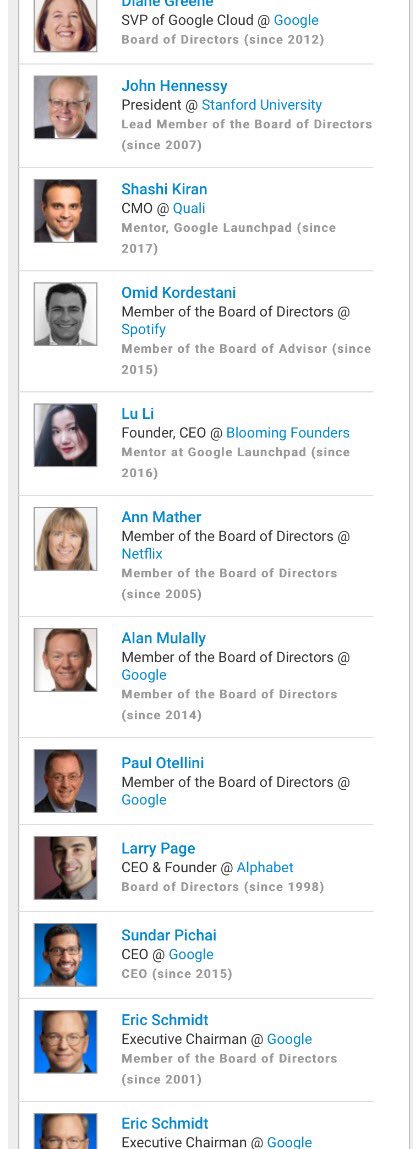 Diane Greene
SVP of Google Cloud @ Google
Board of Directors (since 2012)
John Hennessy
President @ Stanford University
Lead Member of the Board of Directors
(since 2007)
Shashi Kiran
CMO @ Quali
Mentor, Google Launchpad (since
2017)
Omid Kordestani
Member of the Board of Directors @
Spotify
Member of the Board of Advisor (since
2015)
Lu Li
Founder, CEO @ Blooming Founders
Mentor at Google Launchpad (since
2016)
Ann Mather
Member of the Board of Directors @
Netflix
Member of the Board of Directors
(since 2005)
Alan Mulally
Member of the Board of Directors @
Google
Member of the Board of Directors
(since 2014)
Paul Otellini
Member of the Board of Directors @
Google
Larry Page
CEO & Founder @ Alphabet
Board of Directors (since 1998)
Sundar Pichai
CEO @ Google
CEO (since 2015)
Eric Schmidt
Executive Chairman @ Google
Member of the Board of Directors
(since 2001)
Eric Schmidt
Executive Chairman @ Google